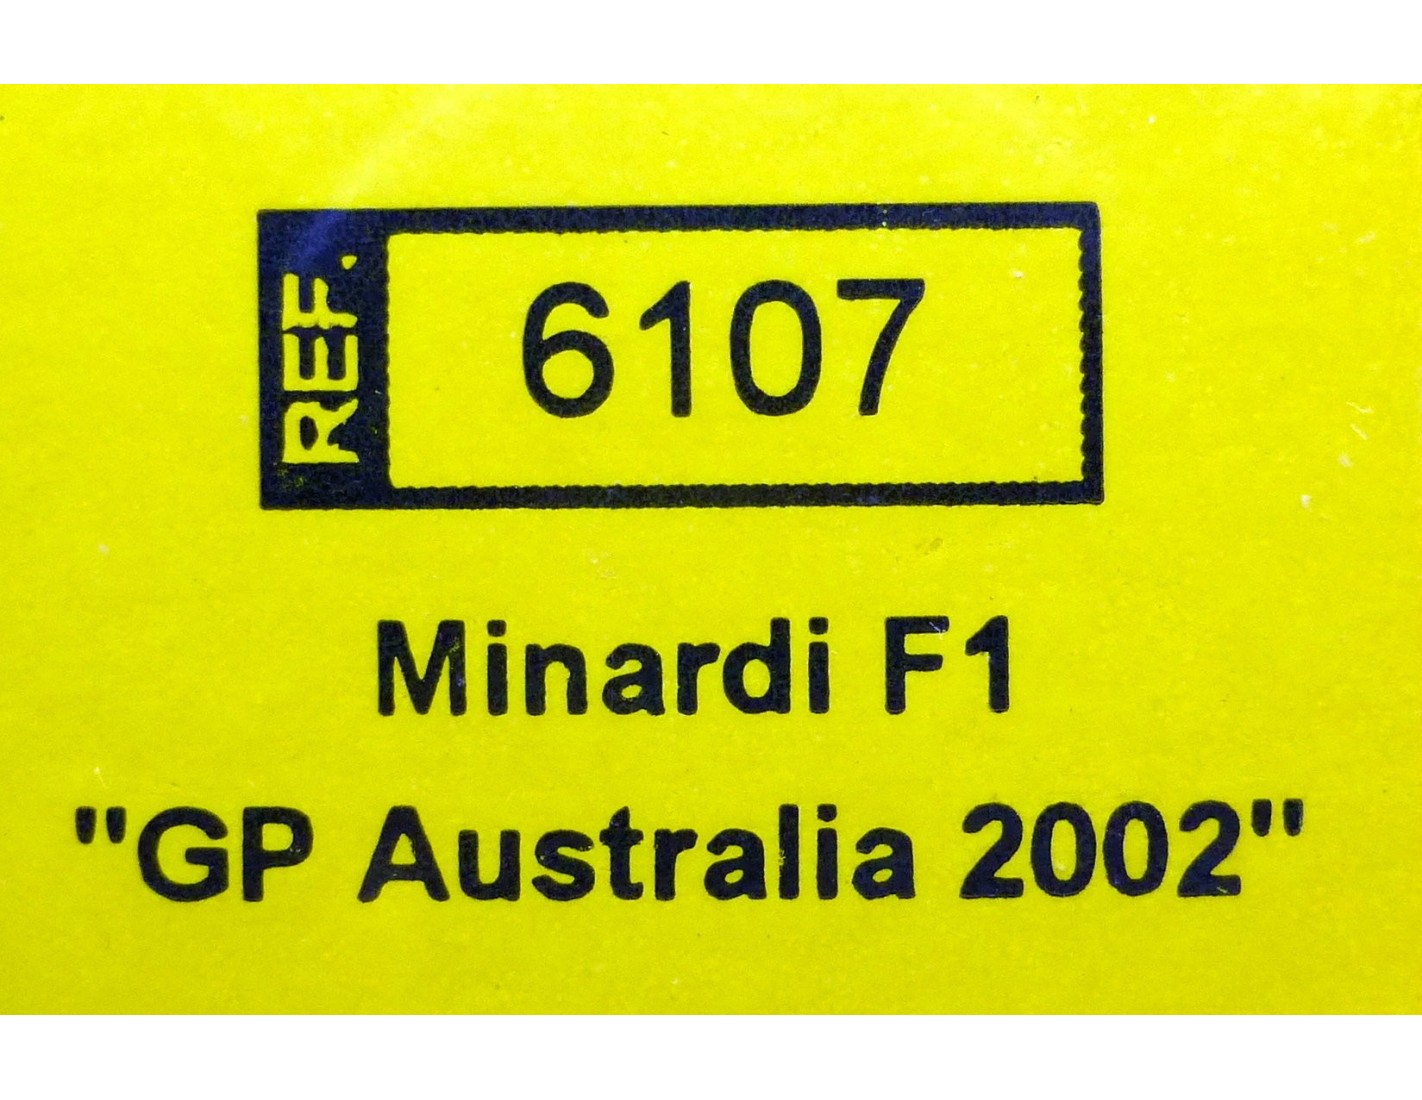 REF. 6107
Minardi F1
"GP Australia 2002"